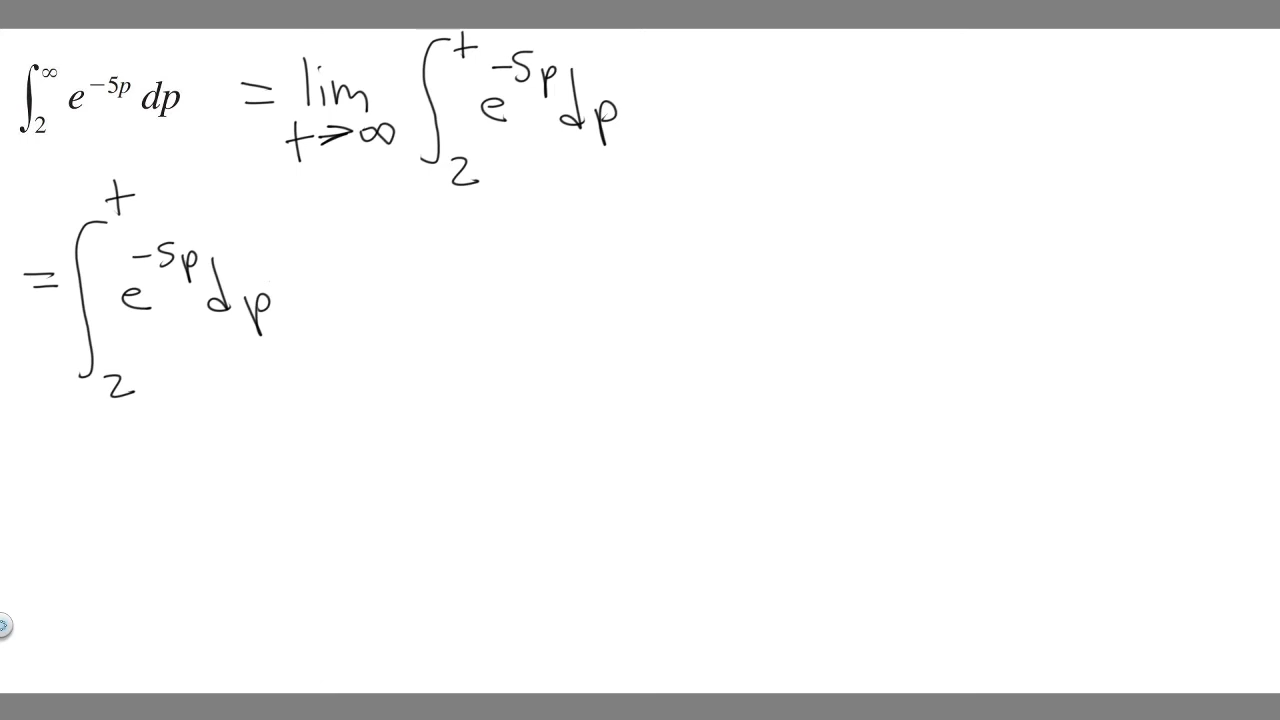 ∫₂^∞ e^{-5p} dp = lim_{t→∞} ∫₂^t e^{-5p} dp
= ∫₂^t e^{-5p} dp